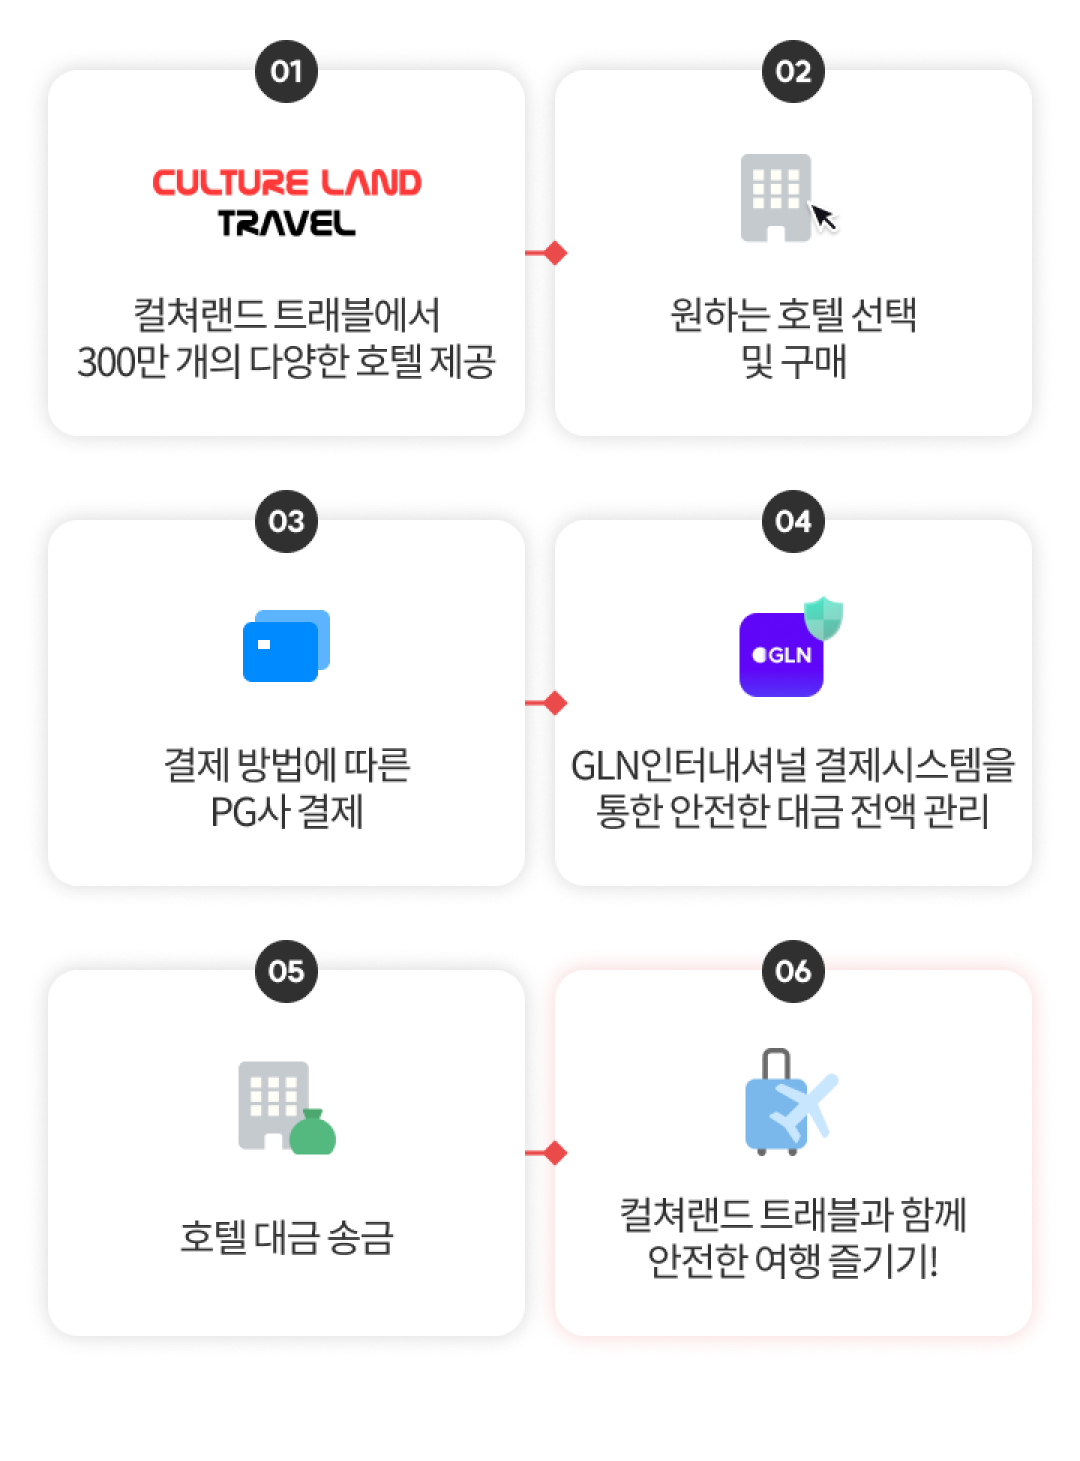 01
CULTURE LAND
TRAVEL
컬쳐랜드 트래블에서
300만 개의 다양한 호텔 제공
02
원하는 호텔 선택
및 구매
03
결제 방법에 따른
PG사 결제
04
GLN
GLN인터내셔널 결제시스템을
통한 안전한 대금 전액 관리
05
호텔 대금 송금
06
컬쳐랜드 트래블과 함께
안전한 여행 즐기기!